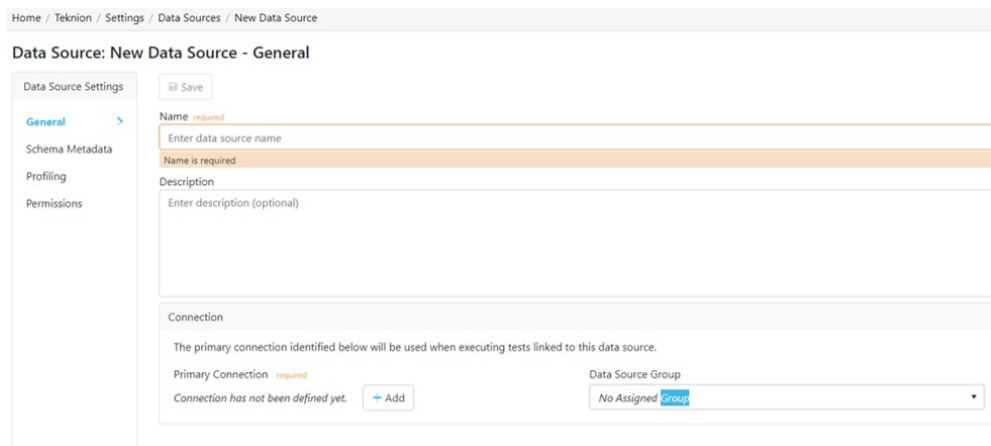 Home / Teknion / Settings / Data Sources / New Data Source
Data Source: New Data Source - General
Data Source Settings
General
Schema Metadata
Profiling
Permissions
Save
Name required
Enter data source name
Name is required
Description
Enter description (optional)
Connection
The primary connection identified below will be used when executing tests linked to this data source.
Primary Connection required
Connection has not been defined yet.
+ Add
Data Source Group
No Assigned Group